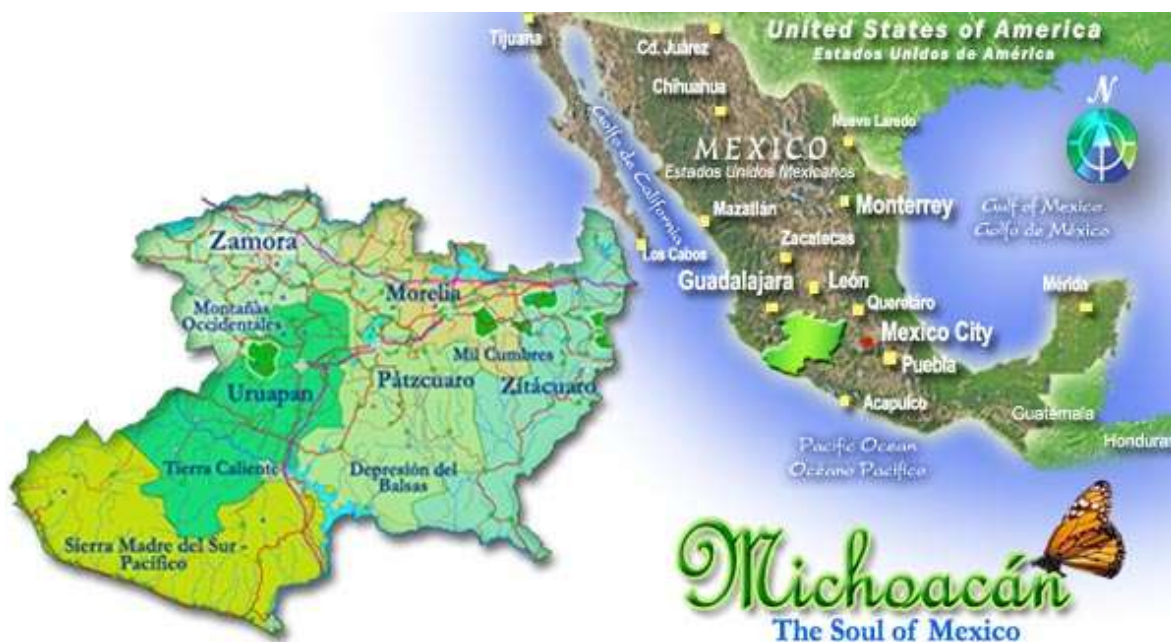 United States of America
Estados Unidos de América
Tijuana
Cd. Juárez
Chihuahua
Nuevo Laredo
N
MEXICO
Estados Unidos Mexicanos
Golfo de California
Mazatlán
Monterrey
Gulf of Mexico
Golfo de México
Los Cabos
Zacatecas
Guadalajara
León
Querétaro
Mérida
Mexico City
Puebla
Acapulco
Guatemala
Honduras
Pacific Ocean
Océano Pacífico
Zamora
Morelia
Montañas
Occidentales
Mil Cumbres
Uruapan
Pàtzcuaro
Zitácuaro
Tierra Caliente
Depresión del
Balsas
Sierra Madre del Sur -
Pacífico
Michoacán
The Soul of Mexico